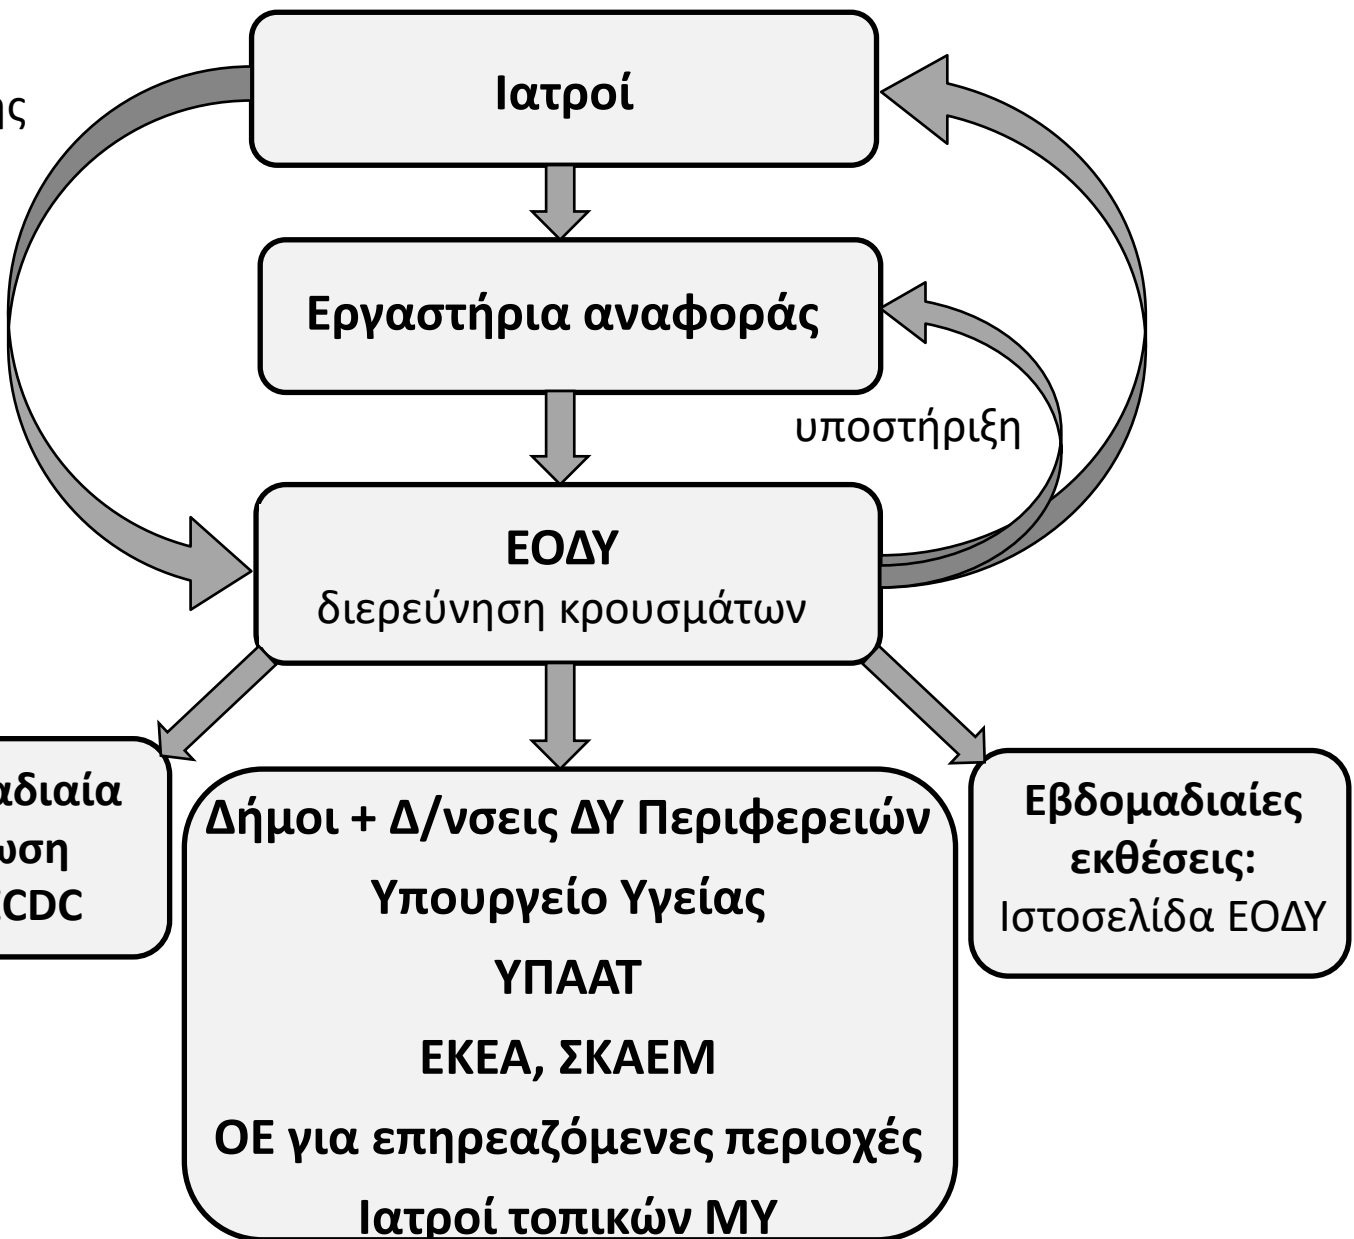 Ιατροί
Εργαστήρια αναφοράς
υποστήριξη
ΕΟΔΥ
διερεύνηση κρουσμάτων
Δήμοι + Δ/νσεις ΔΥ Περιφερειών
Υπουργείο Υγείας
ΥΠΑΑΤ
ΕΚΕΑ, ΣΚΑΕΜ
ΟΕ για επηρεαζόμενες περιοχές
Ιατροί τοπικών ΜΥ
Εβδομαδιαίες
εκθέσεις:
Ιστοσελίδα ΕΟΔΥ